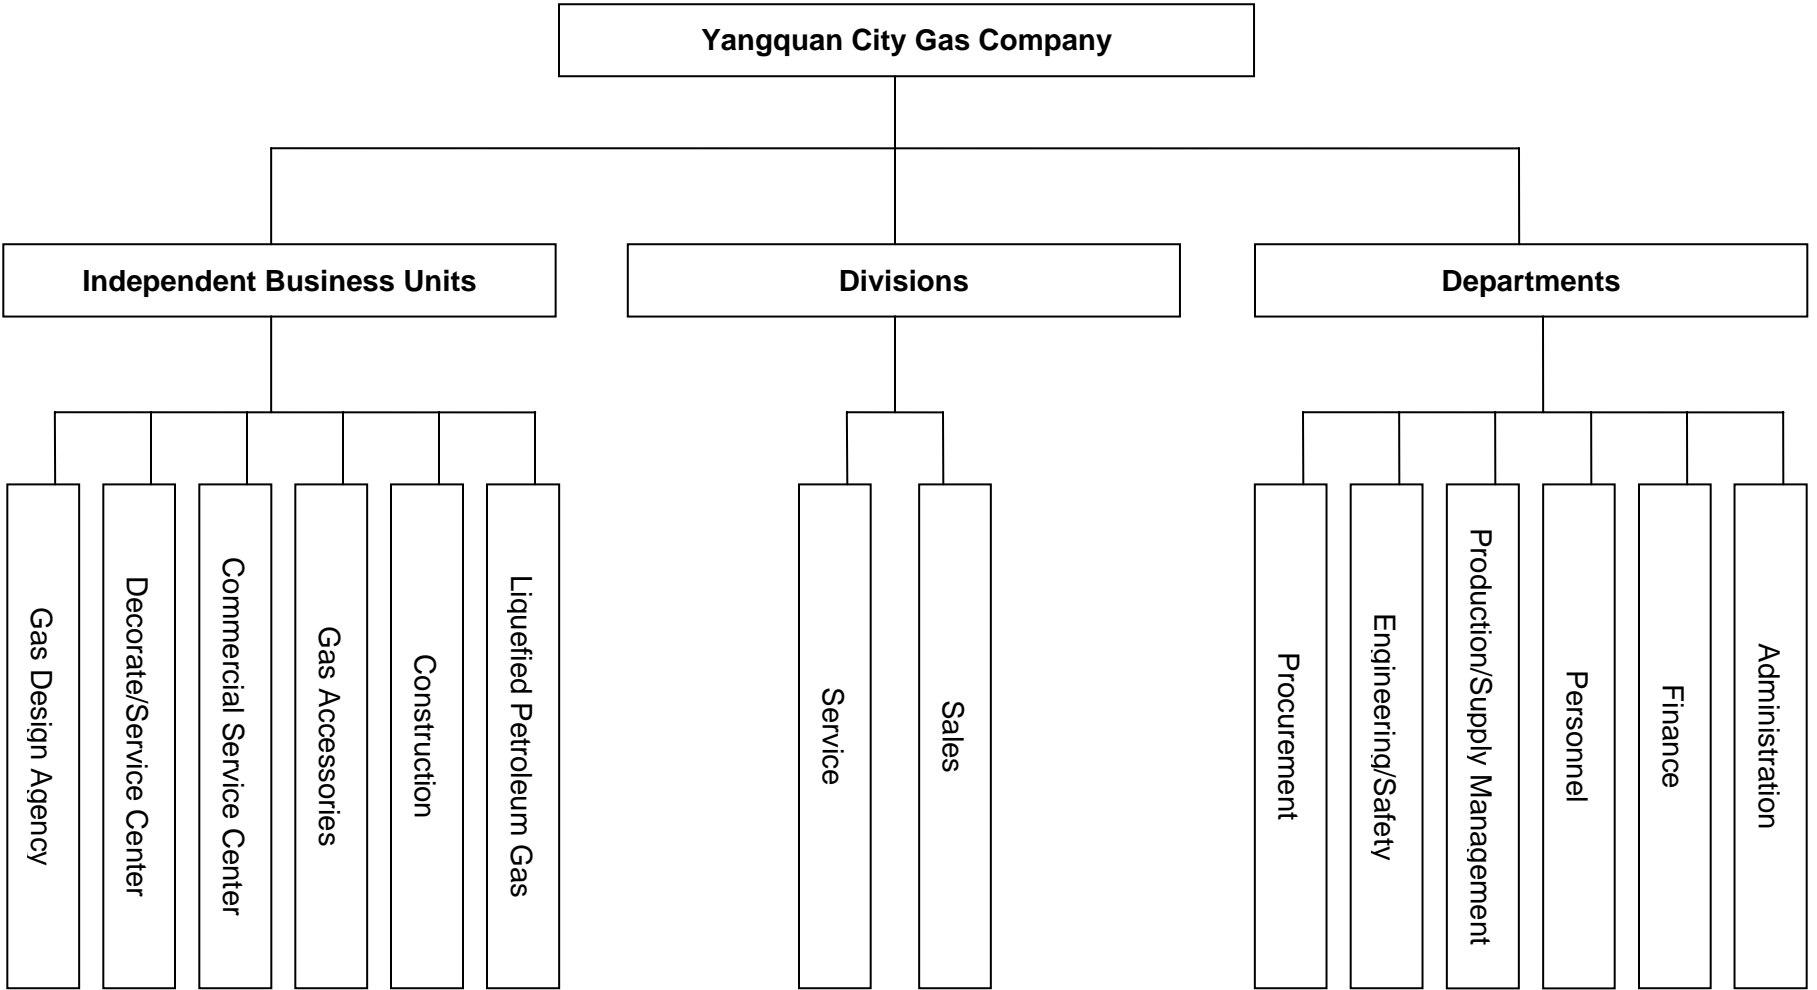 Yangquan City Gas Company
Independent Business Units
Divisions
Departments
Gas Design Agency
Decorate/Service Center
Commercial Service Center
Gas Accessories
Construction
Liquefied Petroleum Gas
Service
Sales
Procurement
Engineering/Safety
Production/Supply Management
Personnel
Finance
Administration